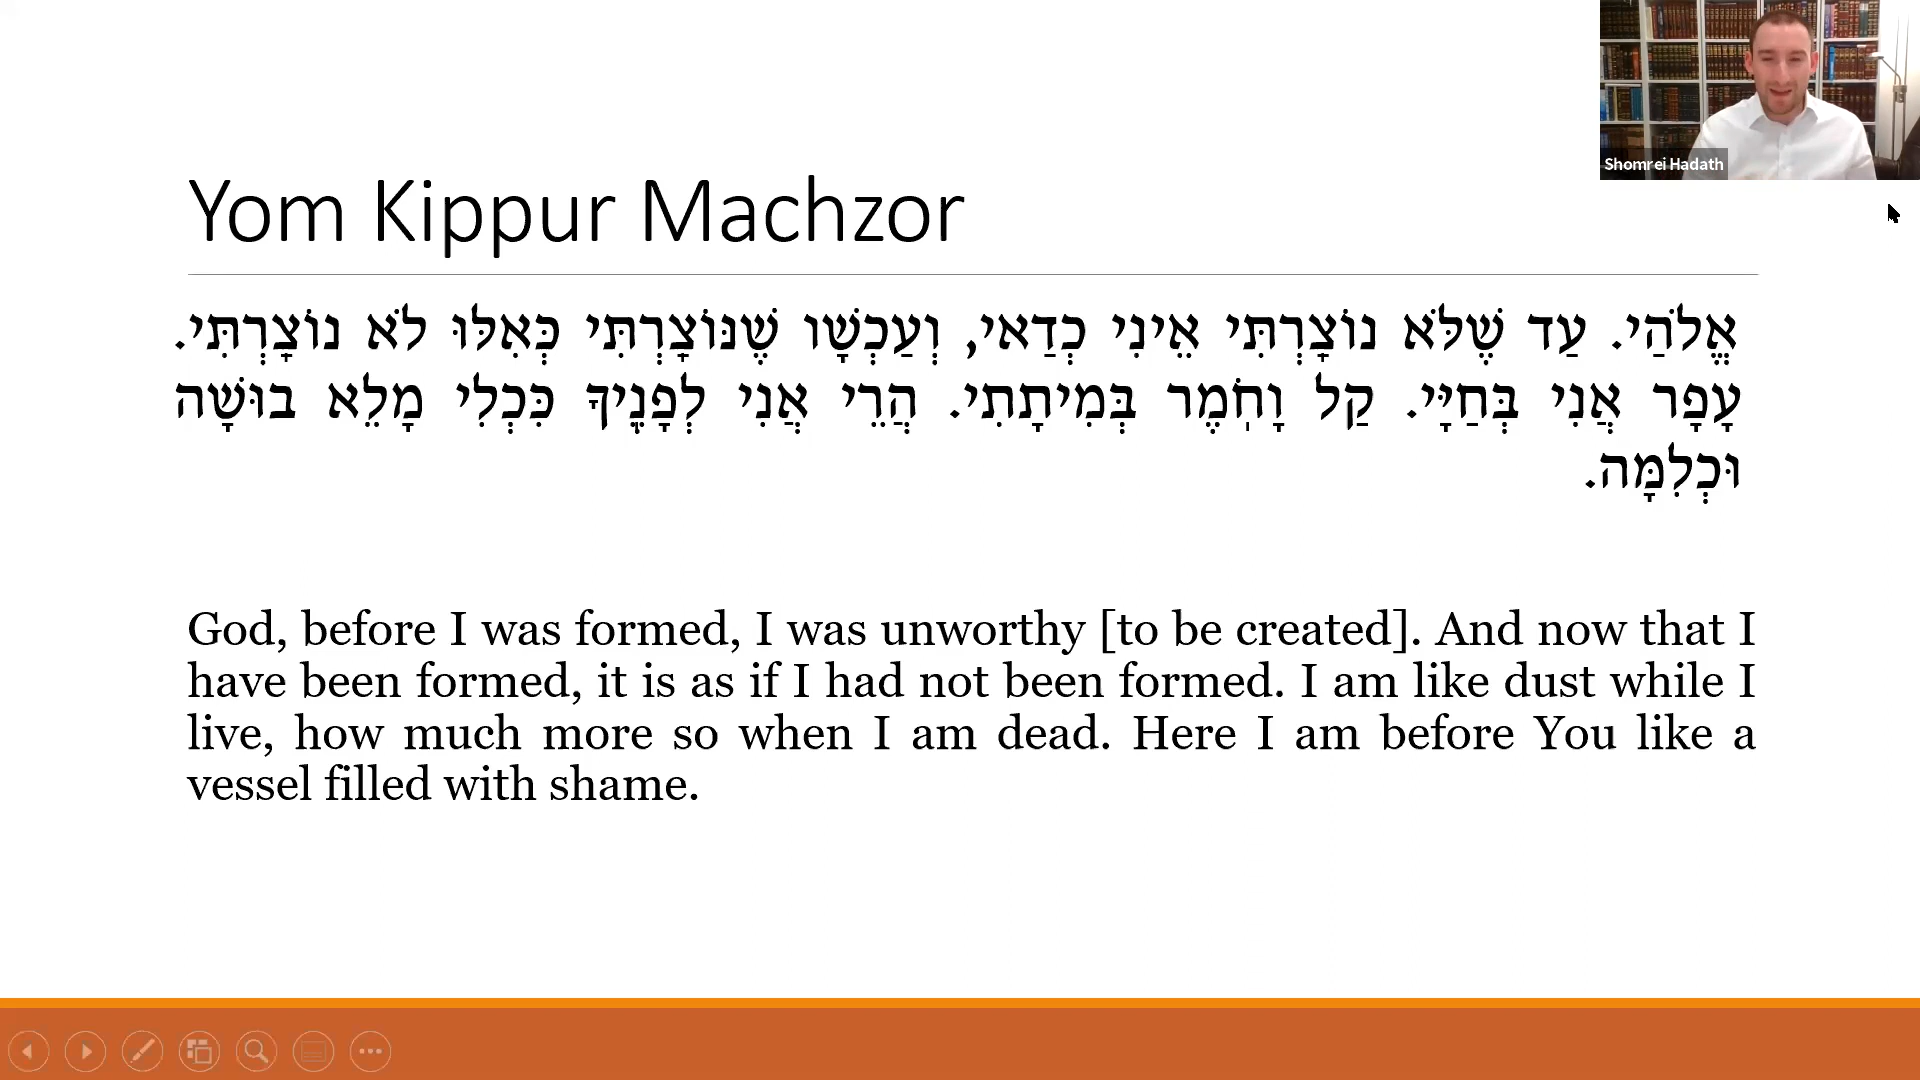 Shomrei Hadath
Yom Kippur Machzor
אֱלֹהַי. עַד שֶׁלֹּא נוֹצַרְתִּי אֵינִי כְדַאי, וְעַכְשָׁו שֶׁנּוֹצַרְתִּי כְּאִלּוּ לֹא נוֹצַרְתִּי.
עָפָר אֲנִי בְּחַיָּי. קַל וָחֹמֶר בְּמִיתָתִי. הֲרֵי אֲנִי לְפָנֶיךָ כִּכְלִי מָלֵא בוּשָׁה
וּכְלִמָּה.
God, before I was formed, I was unworthy [to be created]. And now that I
have been formed, it is as if I had not been formed. I am like dust while I
live, how much more so when I am dead. Here I am before You like a
vessel filled with shame.